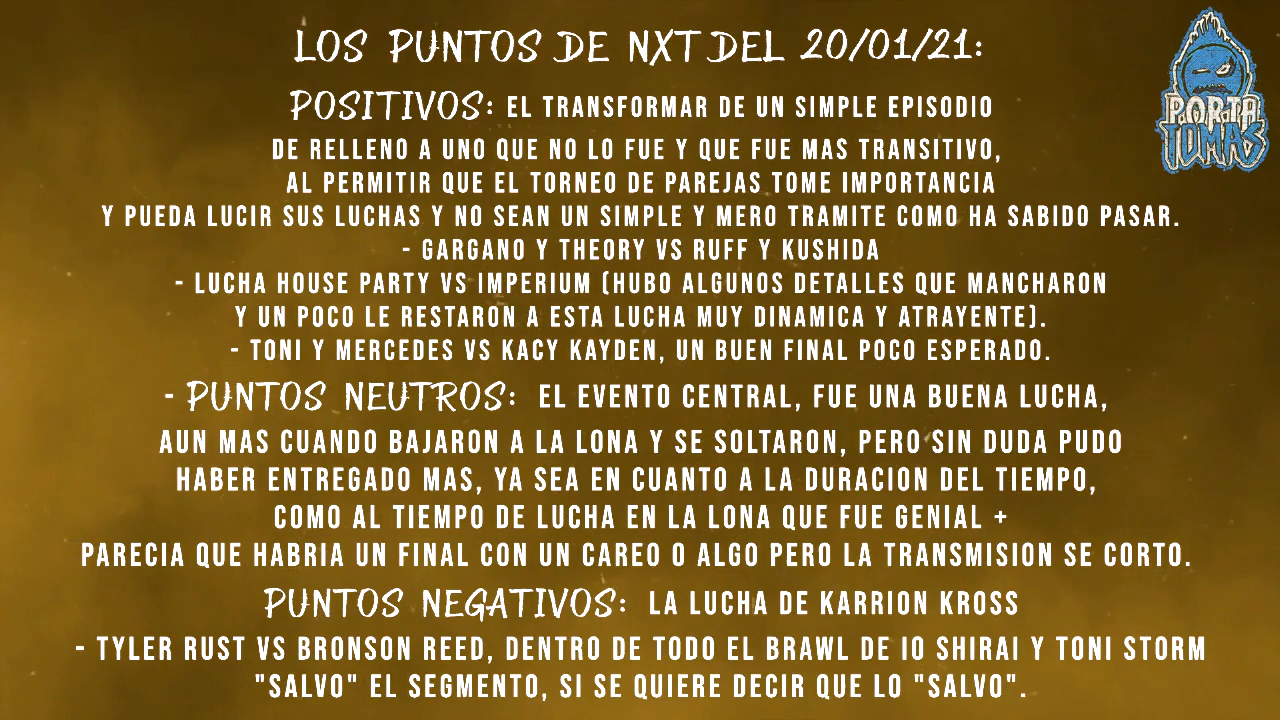 LOS PUNTOS DE NXT DEL 20/01/21:
POSITIVOS: EL TRANSFORMAR DE UN SIMPLE EPISODIO
DE RELLENO A UNO QUE NO LO FUE Y QUE FUE MAS TRANSITIVO,
AL PERMITIR QUE EL TORNEO DE PAREJAS TOME IMPORTANCIA
Y PUEDA LUCIR SUS LUCHAS Y NO SEAN UN SIMPLE Y MERO TRAMITE COMO HA SABIDO PASAR.
- GARGANO Y THEORY VS RUFF Y KUSHIDA
- LUCHA HOUSE PARTY VS IMPERIUM (HUBO ALGUNOS DETALLES QUE MANCHARON
Y UN POCO LE RESTARON A ESTA LUCHA MUY DINAMICA Y ATRAYENTE).
- TONI Y MERCEDES VS KACY KAYDEN, UN BUEN FINAL POCO ESPERADO.
- PUNTOS NEUTROS: EL EVENTO CENTRAL, FUE UNA BUENA LUCHA,
AUN MAS CUANDO BAJARON A LA LONA Y SE SOLTARON, PERO SIN DUDA PUDO
HABER ENTREGADO MAS, YA SEA EN CUANTO A LA DURACION DEL TIEMPO,
COMO AL TIEMPO DE LUCHA EN LA LONA QUE FUE GENIAL +
PARECIA QUE HABRIA UN FINAL CON UN CAREO O ALGO PERO LA TRANSMISION SE CORTO.
PUNTOS NEGATIVOS: LA LUCHA DE KARRION KROSS
- TYLER RUST VS BRONSON REED, DENTRO DE TODO EL BRAWL DE IO SHIRAI Y TONI STORM
"SALVO" EL SEGMENTO, SI SE QUIERE DECIR QUE LO "SALVO".
PORTA
TOMAS